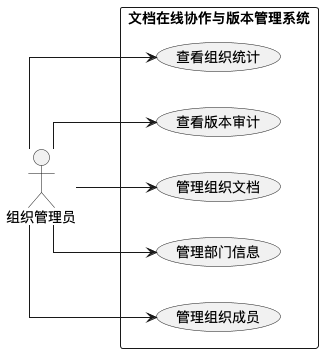 文档在线协作与版本管理系统
查看组织统计
查看版本审计
管理组织文档
组织管理员
管理部门信息
管理组织成员